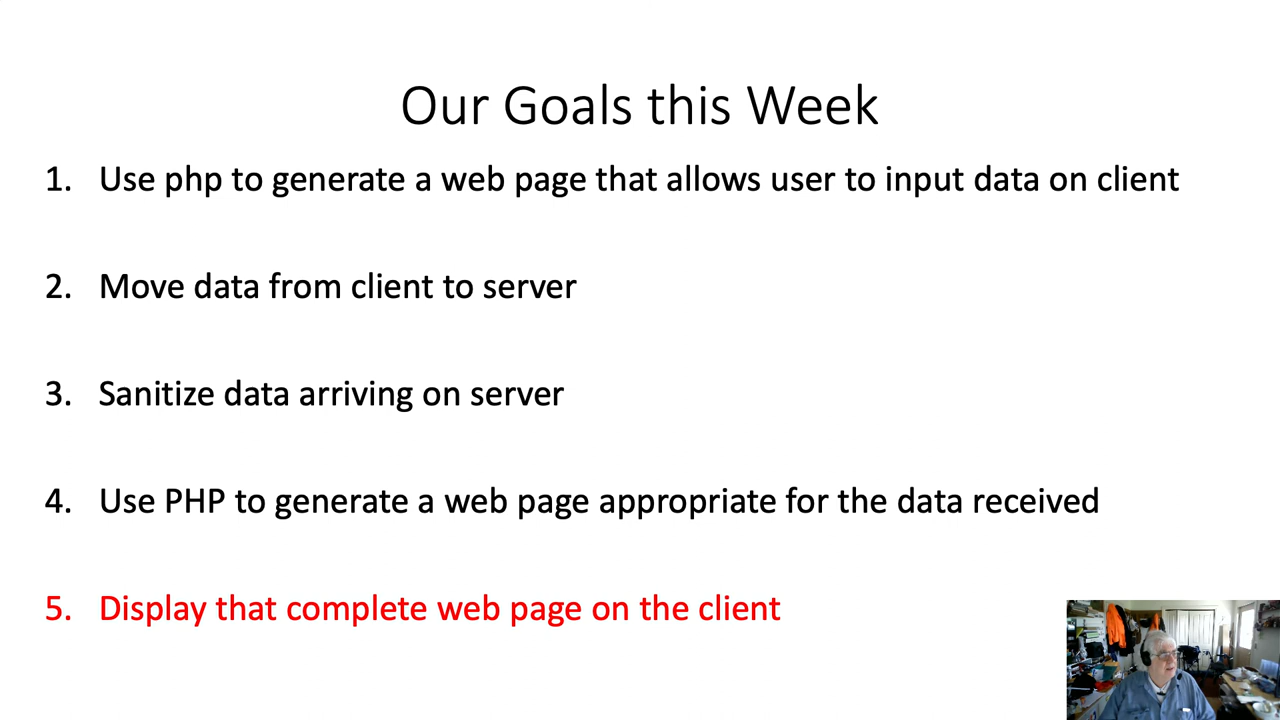 Our Goals this Week
1. Use php to generate a web page that allows user to input data on client
2. Move data from client to server
3. Sanitize data arriving on server
4. Use PHP to generate a web page appropriate for the data received
5. Display that complete web page on the client